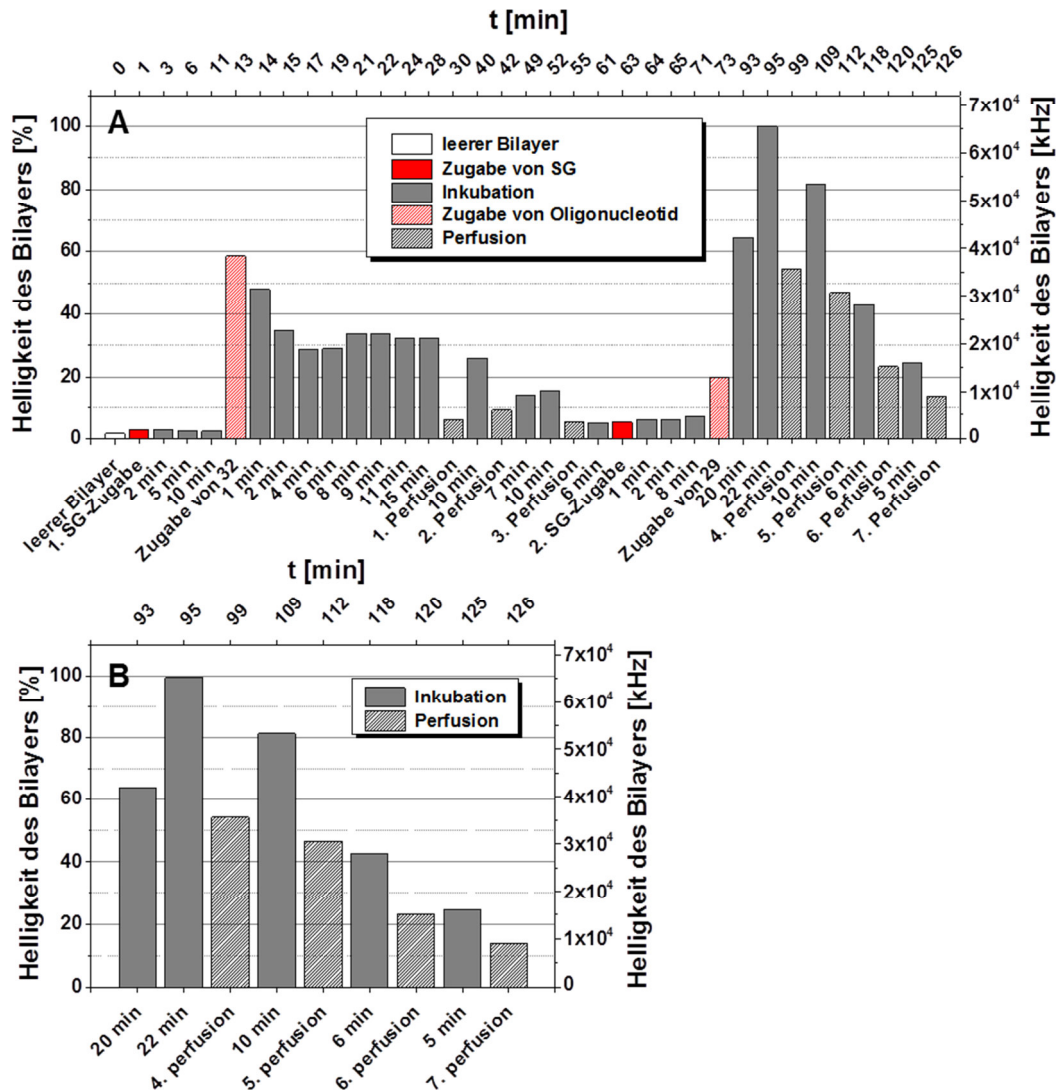 t [min]
0 1 3 6 11 13 14 15 17 19 21 22 24 28 30 40 42 49 52 55 61 63 64 65 71 73 93 95 99 109 112 118 120 125 126
A
Helligkeit des Bilayers [%]
100
80
60
40
20
0
leerer Bilayer
Zugabe von SG
Inkubation
Zugabe von Oligonucleotid
Perfusion
7x10⁴
6x10⁴
5x10⁴
4x10⁴
3x10⁴
2x10⁴
1x10⁴
0
Helligkeit des Bilayers [kHz]
leerer Bilayer
1. SG-Zugabe
2 min
5 min
10 min
Zugabe von 32
1 min
2 min
4 min
6 min
8 min
9 min
11 min
15 min
1. Perfusion
10 min
2. Perfusion
7 min
10 min
3. Perfusion
6 min
2. SG-Zugabe
1 min
2 min
8 min
Zugabe von 29
20 min
22 min
4. Perfusion
10 min
5. Perfusion
6 min
6. Perfusion
5 min
7. Perfusion
t [min]
93 95 99 109 112 118 120 125 126
B
Helligkeit des Bilayers [%]
100
80
60
40
20
0
Inkubation
Perfusion
7x10⁴
6x10⁴
5x10⁴
4x10⁴
3x10⁴
2x10⁴
1x10⁴
0
Helligkeit des Bilayers [kHz]
20 min
22 min
4. perfusion
10 min
5. perfusion
6 min
6. perfusion
5 min
7. perfusion